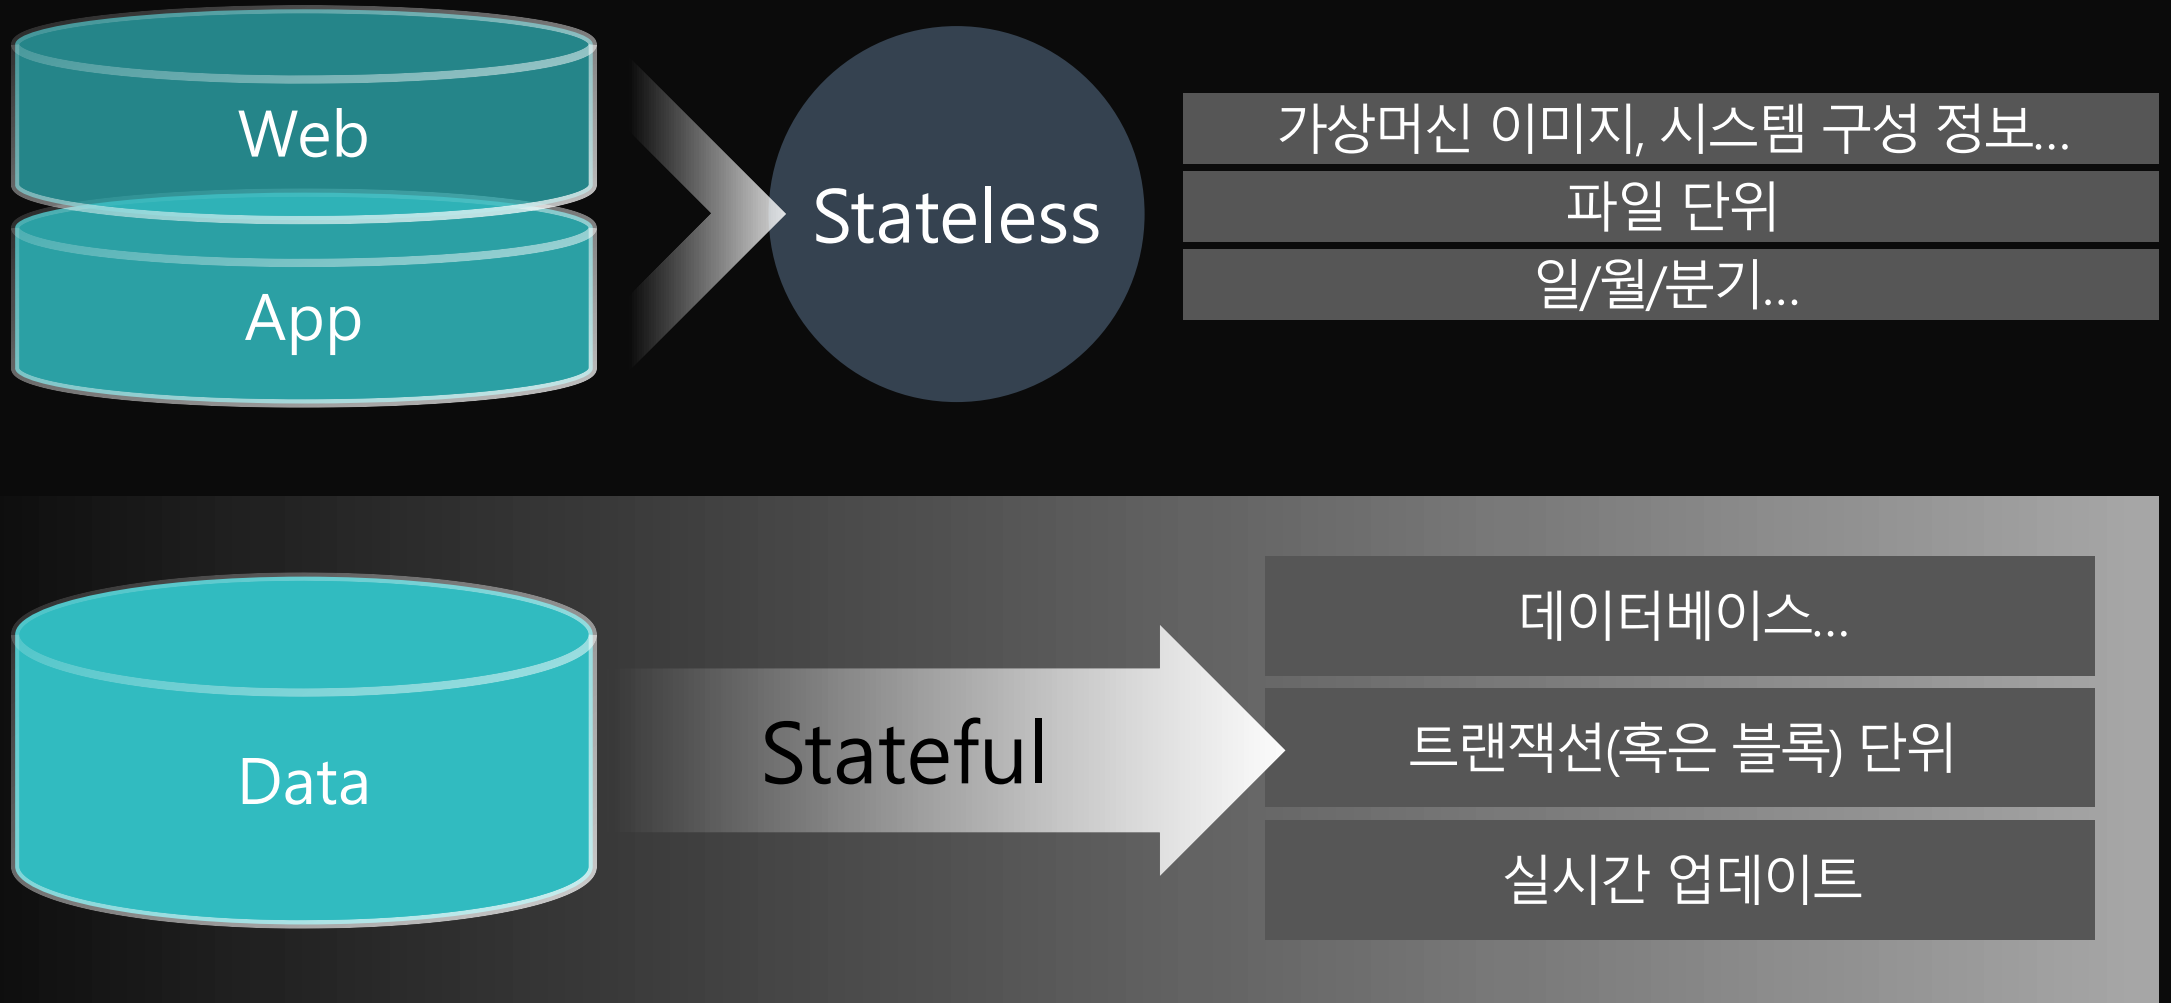 Web
App
Stateless
가상머신 이미지, 시스템 구성 정보...
파일 단위
일/월/분기...
Data
Stateful
데이터베이스...
트랜잭션(혹은 블록) 단위
실시간 업데이트